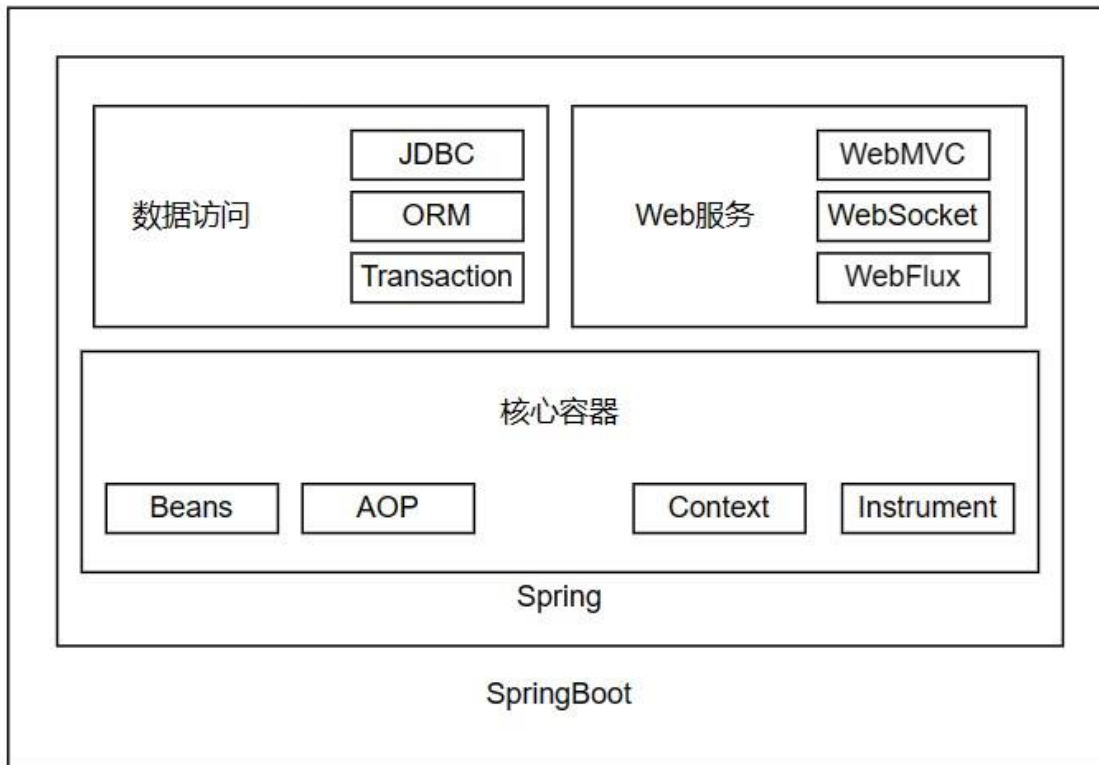 数据访问
JDBC
ORM
Transaction
Web服务
WebMVC
WebSocket
WebFlux
核心容器
Beans
AOP
Context
Instrument
Spring
SpringBoot